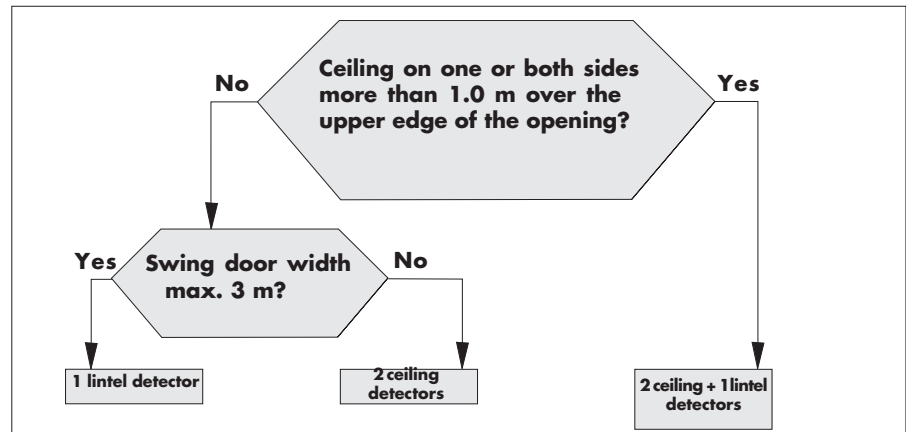 No
Ceiling on one or both sides
more than 1.0 m over the
upper edge of the opening?
Yes
Yes
Swing door width
max. 3 m?
No
1 lintel detector
2 ceiling
detectors
2 ceiling + 1 lintel
detectors